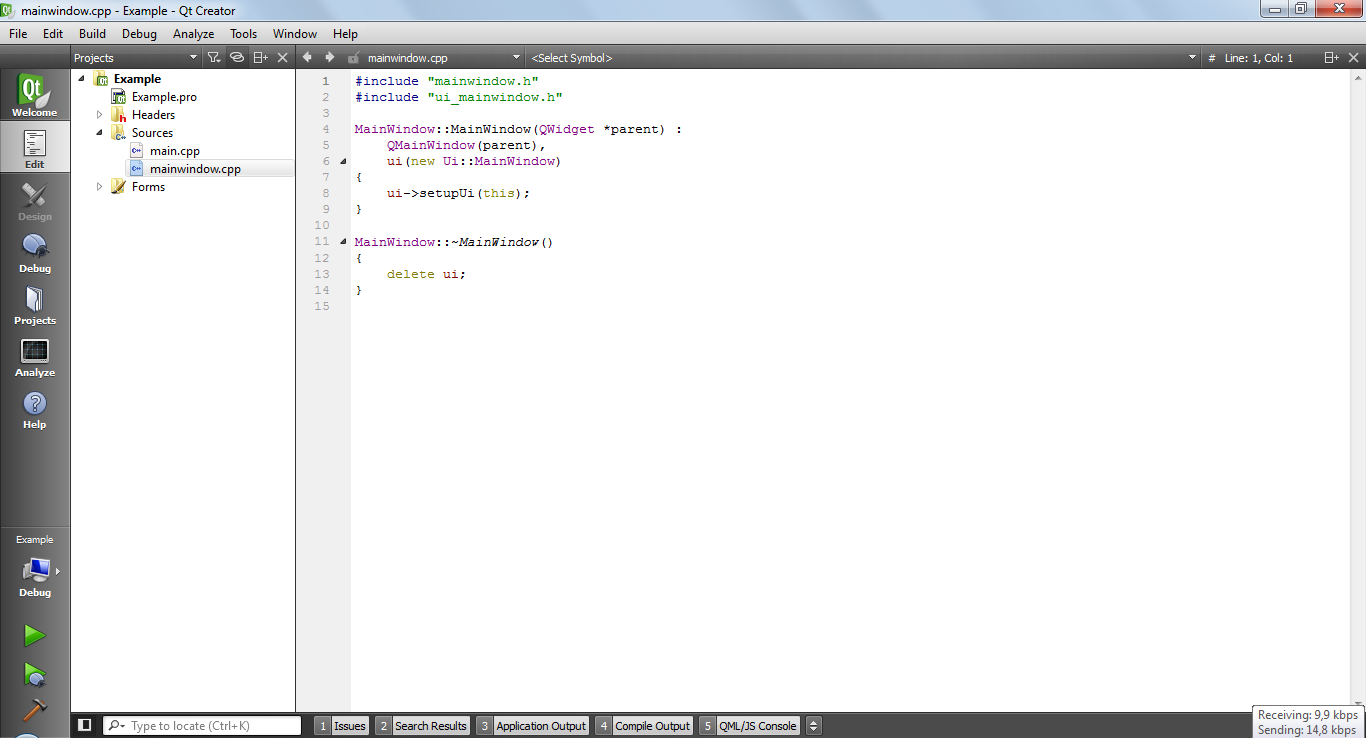 mainwindow.cpp - Example - Qt Creator
File Edit Build Debug Analyze Tools Window Help
Projects mainwindow.cpp <Select Symbol> # Line: 1, Col: 1
Qt
Welcome
Edit
Design
Debug
Projects
Analyze
Help
Example
Debug
Example
Example.pro
Headers
Sources
main.cpp
mainwindow.cpp
Forms
1 #include "mainwindow.h"
2 #include "ui_mainwindow.h"
3
4 MainWindow::MainWindow(QWidget *parent) :
5     QMainWindow(parent),
6     ui(new Ui::MainWindow)
7 {
8     ui->setupUi(this);
9 }
10
11 MainWindow::~MainWindow()
12 {
13     delete ui;
14 }
15
Type to locate (Ctrl+K) 1 Issues 2 Search Results 3 Application Output 4 Compile Output 5 QML/JS Console
Receiving: 9,9 kbps
Sending: 14,8 kbps